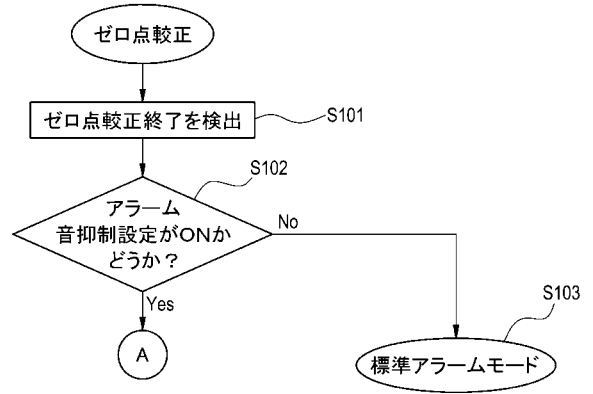 ゼロ点較正
ゼロ点較正終了を検出
S101
S102
アラーム
音抑制設定がONか
どうか？
No
Yes
S103
A
標準アラームモード